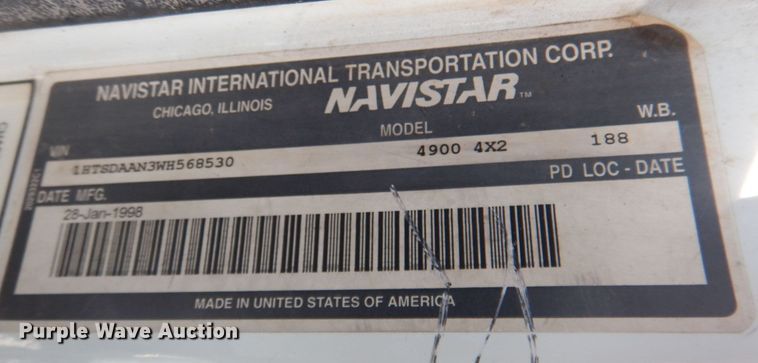 NAVISTAR INTERNATIONAL TRANSPORTATION CORP.
CHICAGO, ILLINOIS NAVISTAR™
VIN MODEL W.B.
1HTSDAAN3WH568530 4900 4X2 188
DATE MFG. PD LOC - DATE
28-Jan-1998
MADE IN UNITED STATES OF AMERICA
Purple Wave Auction